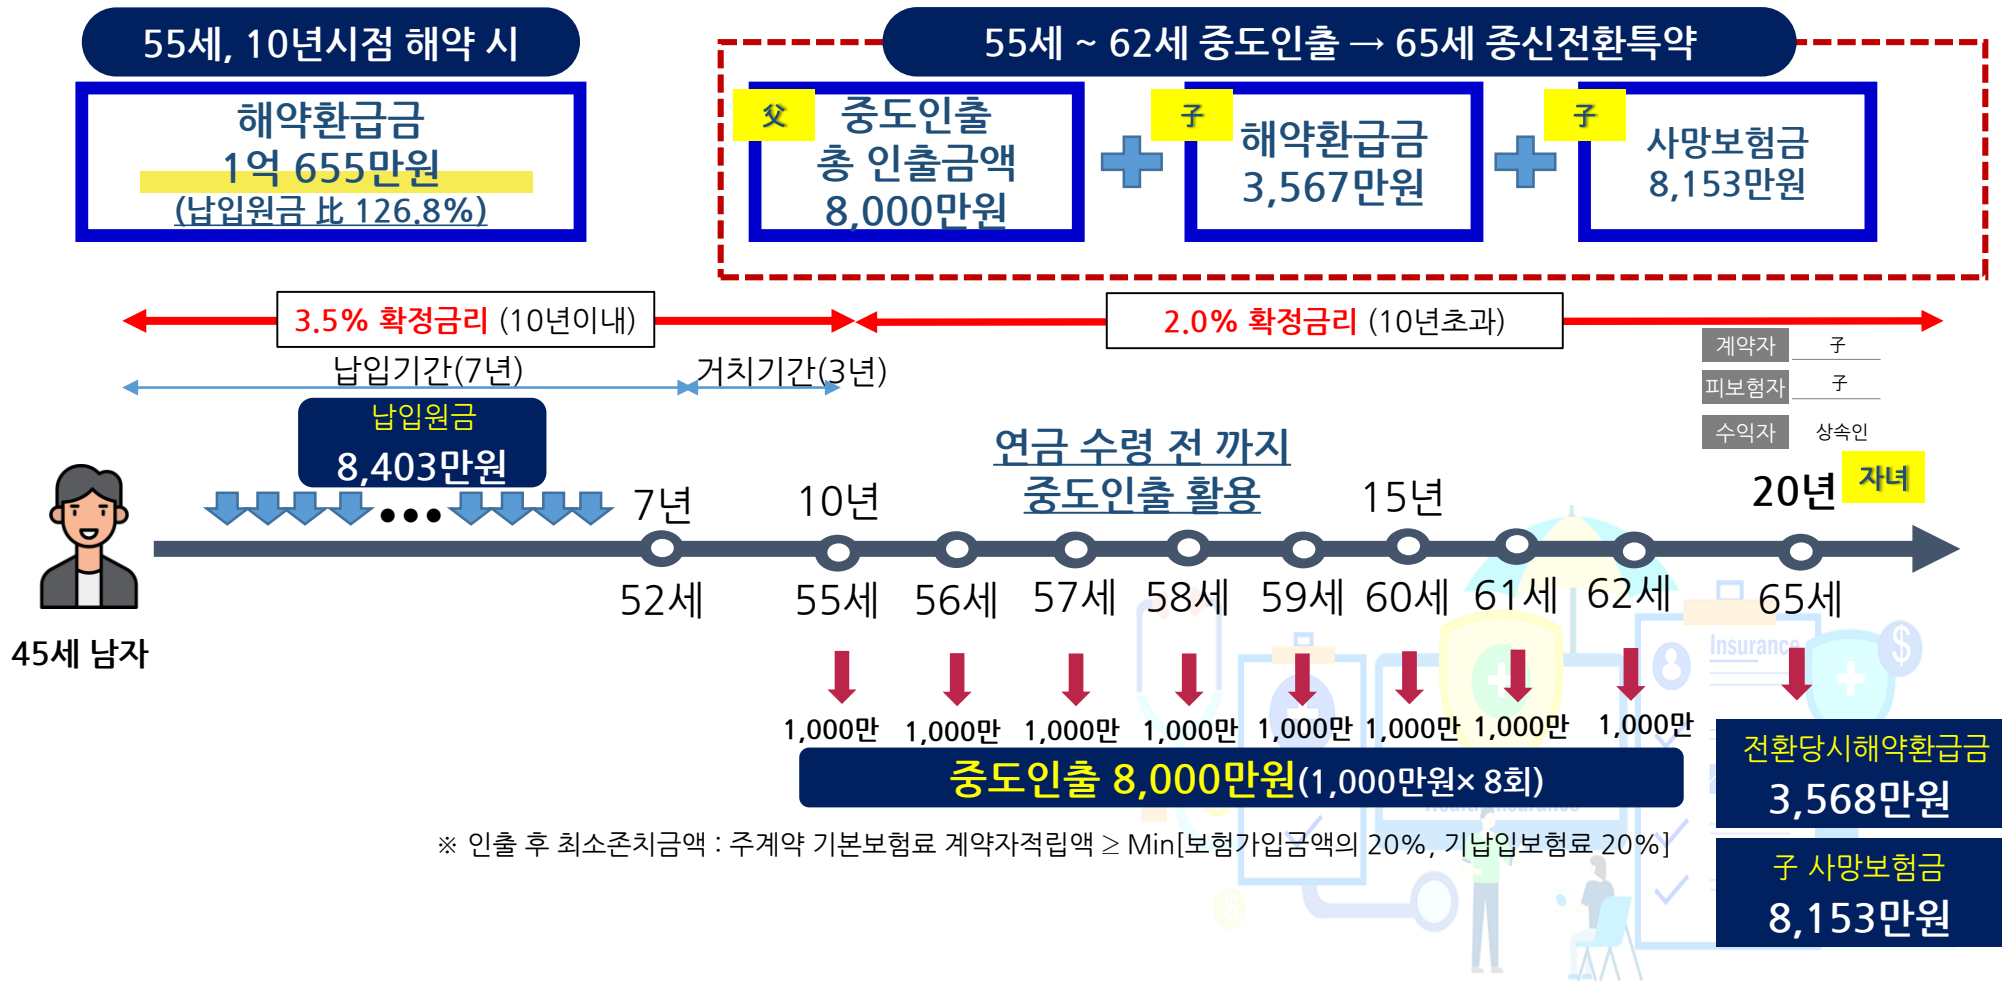 55세, 10년시점 해약 시
해약환급금
1억 655만원
(납입원금 比 126.8%)
55세 ~ 62세 중도인출 → 65세 종신전환특약
父
중도인출
총 인출금액
8,000만원
子
해약환급금
3,567만원
子
사망보험금
8,153만원
3.5% 확정금리 (10년이내)
2.0% 확정금리 (10년초과)
납입기간(7년)
거치기간(3년)
계약자 子
피보험자 子
수익자 상속인
납입원금
8,403만원
연금 수령 전 까지
중도인출 활용
7년
10년
15년
20년
자녀
52세
55세
56세
57세
58세
59세
60세
61세
62세
65세
45세 남자
Insurance
1,000만
1,000만
1,000만
1,000만
1,000만
1,000만
1,000만
1,000만
중도인출 8,000만원(1,000만원× 8회)
전환당시해약환급금
3,568만원
※ 인출 후 최소존치금액 : 주계약 기본보험료 계약자적립액 ≥ Min[보험가입금액의 20%, 기납입보험료 20%]
子 사망보험금
8,153만원